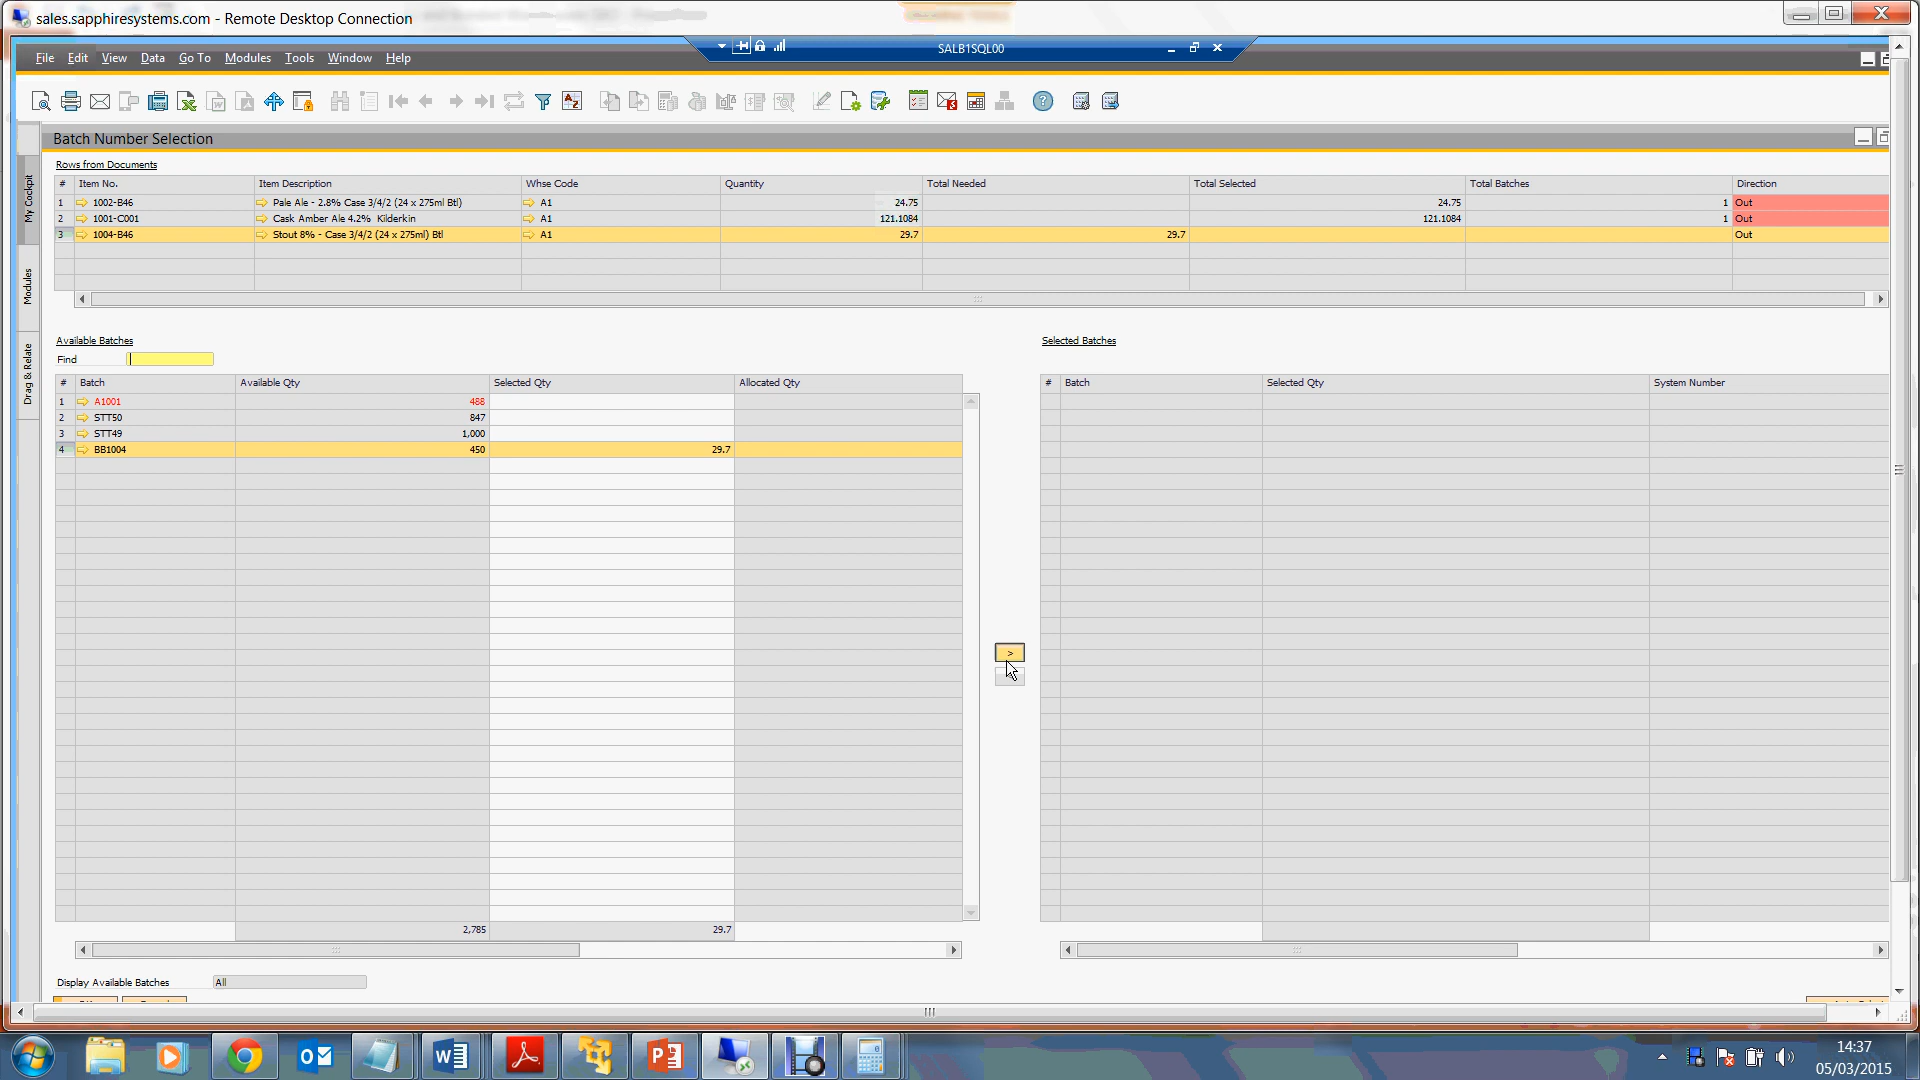 sales.sapphiresystems.com - Remote Desktop Connection
SALB1SQL00
File Edit View Data Go To Modules Tools Window Help
Batch Number Selection
My Cockpit
Modules
Drag & Relate
Rows from Documents
# Item No. Item Description Whse Code Quantity Total Needed Total Selected Total Batches Direction
1 1002-B46 Pale Ale - 2.8% Case 3/4/2 (24 x 275ml Btl) A1 24.75 24.75 1 Out
2 1001-C001 Cask Amber Ale 4.2% Kilderkin A1 121.1084 121.1084 1 Out
3 1004-B46 Stout 8% - Case 3/4/2 (24 x 275ml) Btl A1 29.7 29.7 Out
Available Batches
Selected Batches
Find
# Batch Available Qty Selected Qty Allocated Qty
# Batch Selected Qty System Number
1 A1001 488
2 STT50 847
3 STT49 1,000
4 BB1004 450 29.7
>
2,785 29.7
Display Available Batches All
14:37
05/03/2015